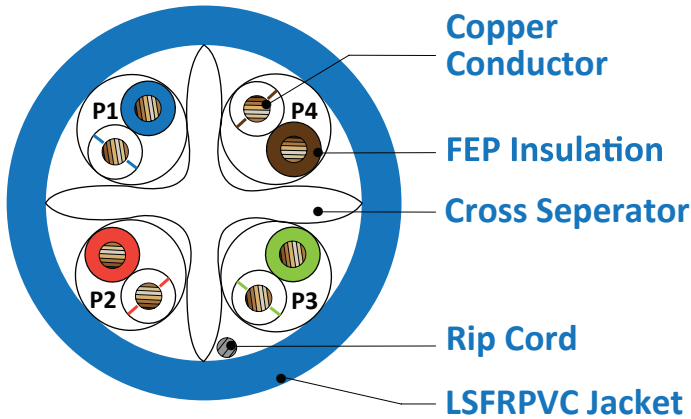 Copper
Conductor
P1
P4
FEP Insulation
Cross Seperator
P2
P3
Rip Cord
LSFRPVC Jacket